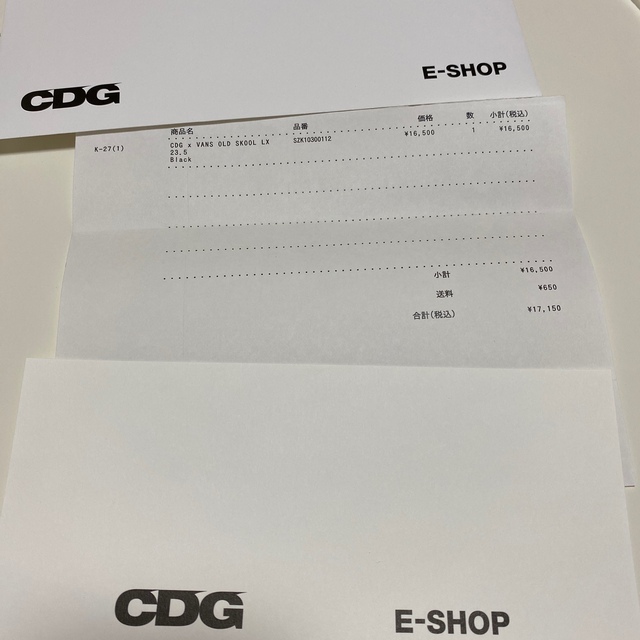 CDG
E-SHOP
商品名 品番 価格 数 小計(税込)
K-27(1) CDG x VANS OLD SKOOL LX SZK10300112 ¥16,500 1 ¥16,500
23.5
Black
小計 ¥16,500
送料 ¥650
合計(税込) ¥17,150
CDG
E-SHOP